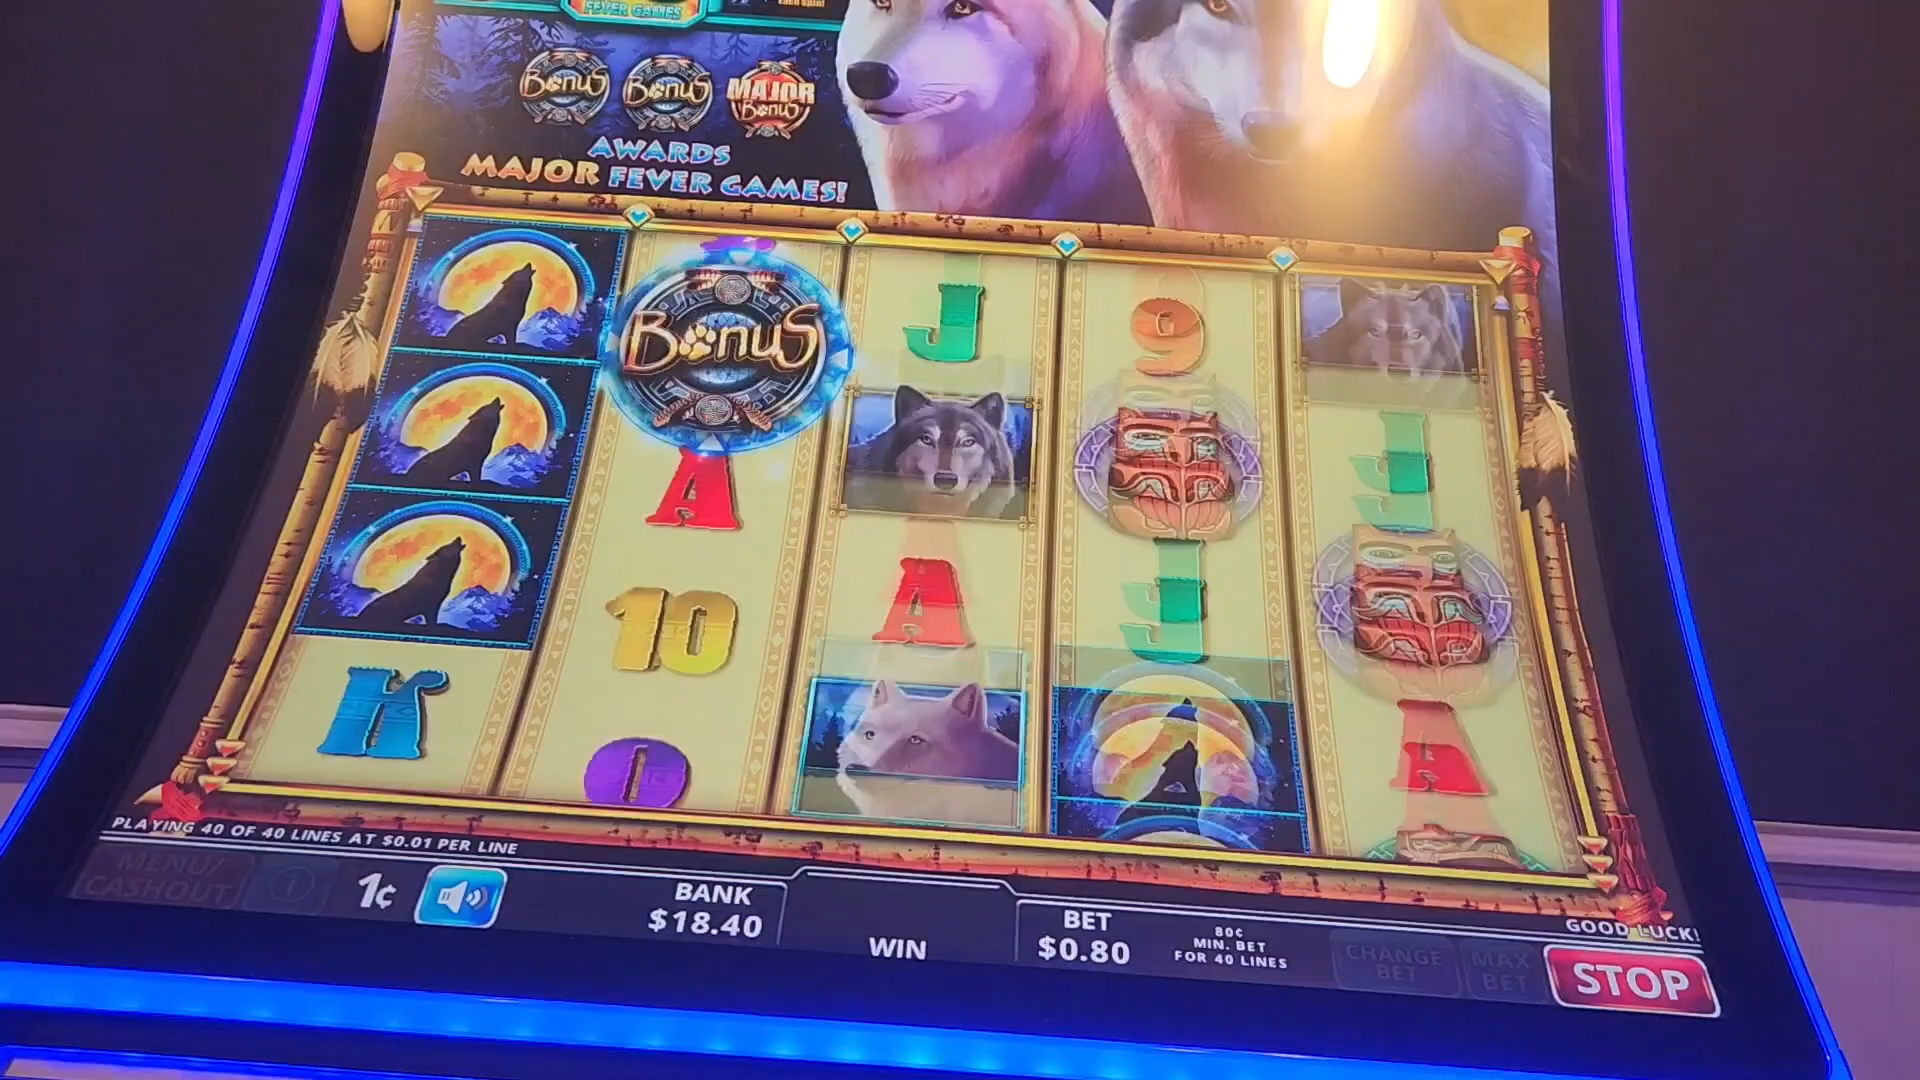 FEVER GAMES
each spin!
BONUS BONUS MAJOR BONUS
AWARDS
MAJOR FEVER GAMES!
BONUS
J
9
A
J
10
A
J
K
Q
A
PLAYING 40 OF 40 LINES AT $0.01 PER LINE
GOOD LUCK!
MENU/
CASHOUT
1¢
BANK
$18.40
WIN
BET
$0.80
80¢
MIN. BET
FOR 40 LINES
CHANGE
BET
MAX
BET
STOP